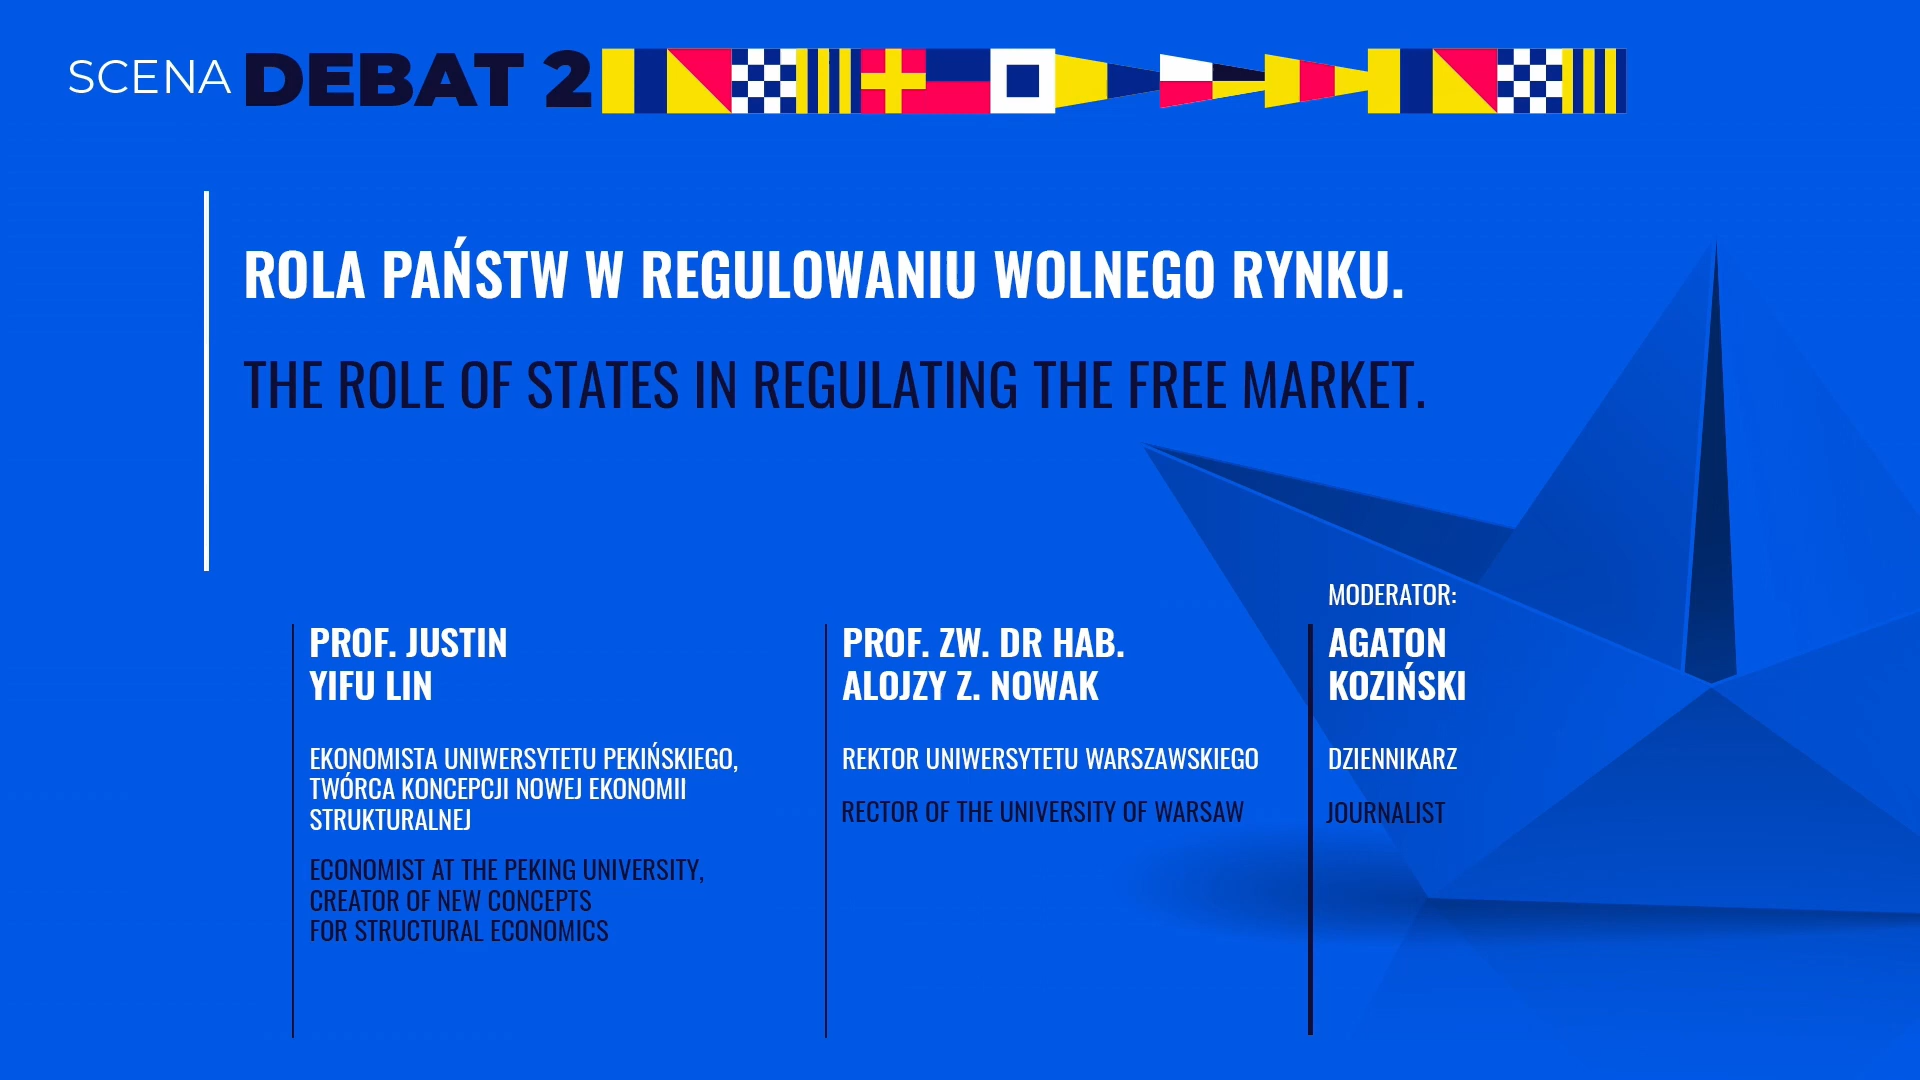 SCENA DEBAT 2
ROLA PAŃSTW W REGULOWANIU WOLNEGO RYNKU.
THE ROLE OF STATES IN REGULATING THE FREE MARKET.
PROF. JUSTIN
YIFU LIN
EKONOMISTA UNIWERSYTETU PEKIŃSKIEGO,
TWÓRCA KONCEPCJI NOWEJ EKONOMII
STRUKTURALNEJ
ECONOMIST AT THE PEKING UNIVERSITY,
CREATOR OF NEW CONCEPTS
FOR STRUCTURAL ECONOMICS
PROF. ZW. DR HAB.
ALOJZY Z. NOWAK
REKTOR UNIWERSYTETU WARSZAWSKIEGO
RECTOR OF THE UNIVERSITY OF WARSAW
MODERATOR:
AGATON
KOZIŃSKI
DZIENNIKARZ
JOURNALIST